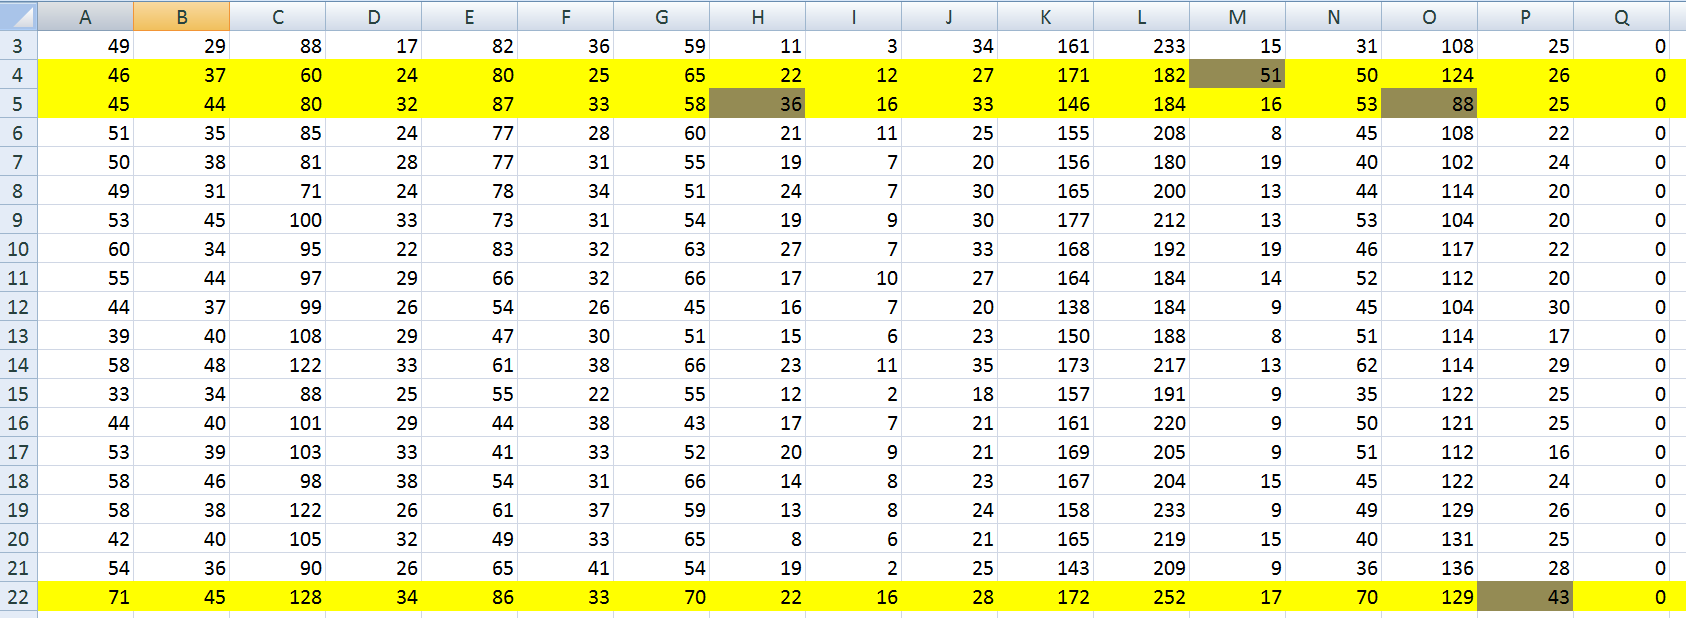 A B C D E F G H I J K L M N O P Q
3 49 29 88 17 82 36 59 11 3 34 161 233 15 31 108 25 0
4 46 37 60 24 80 25 65 22 12 27 171 182 51 50 124 26 0
5 45 44 80 32 87 33 58 36 16 33 146 184 16 53 88 25 0
6 51 35 85 24 77 28 60 21 11 25 155 208 8 45 108 22 0
7 50 38 81 28 77 31 55 19 7 20 156 180 19 40 102 24 0
8 49 31 71 24 78 34 51 24 7 30 165 200 13 44 114 20 0
9 53 45 100 33 73 31 54 19 9 30 177 212 13 53 104 20 0
10 60 34 95 22 83 32 63 27 7 33 168 192 19 46 117 22 0
11 55 44 97 29 66 32 66 17 10 27 164 184 14 52 112 20 0
12 44 37 99 26 54 26 45 16 7 20 138 184 9 45 104 30 0
13 39 40 108 29 47 30 51 15 6 23 150 188 8 51 114 17 0
14 58 48 122 33 61 38 66 23 11 35 173 217 13 62 114 29 0
15 33 34 88 25 55 22 55 12 2 18 157 191 9 35 122 25 0
16 44 40 101 29 44 38 43 17 7 21 161 220 9 50 121 25 0
17 53 39 103 33 41 33 52 20 9 21 169 205 9 51 112 16 0
18 58 46 98 38 54 31 66 14 8 23 167 204 15 45 122 24 0
19 58 38 122 26 61 37 59 13 8 24 158 233 9 49 129 26 0
20 42 40 105 32 49 33 65 8 6 21 165 219 15 40 131 25 0
21 54 36 90 26 65 41 54 19 2 25 143 209 9 36 136 28 0
22 71 45 128 34 86 33 70 22 16 28 172 252 17 70 129 43 0